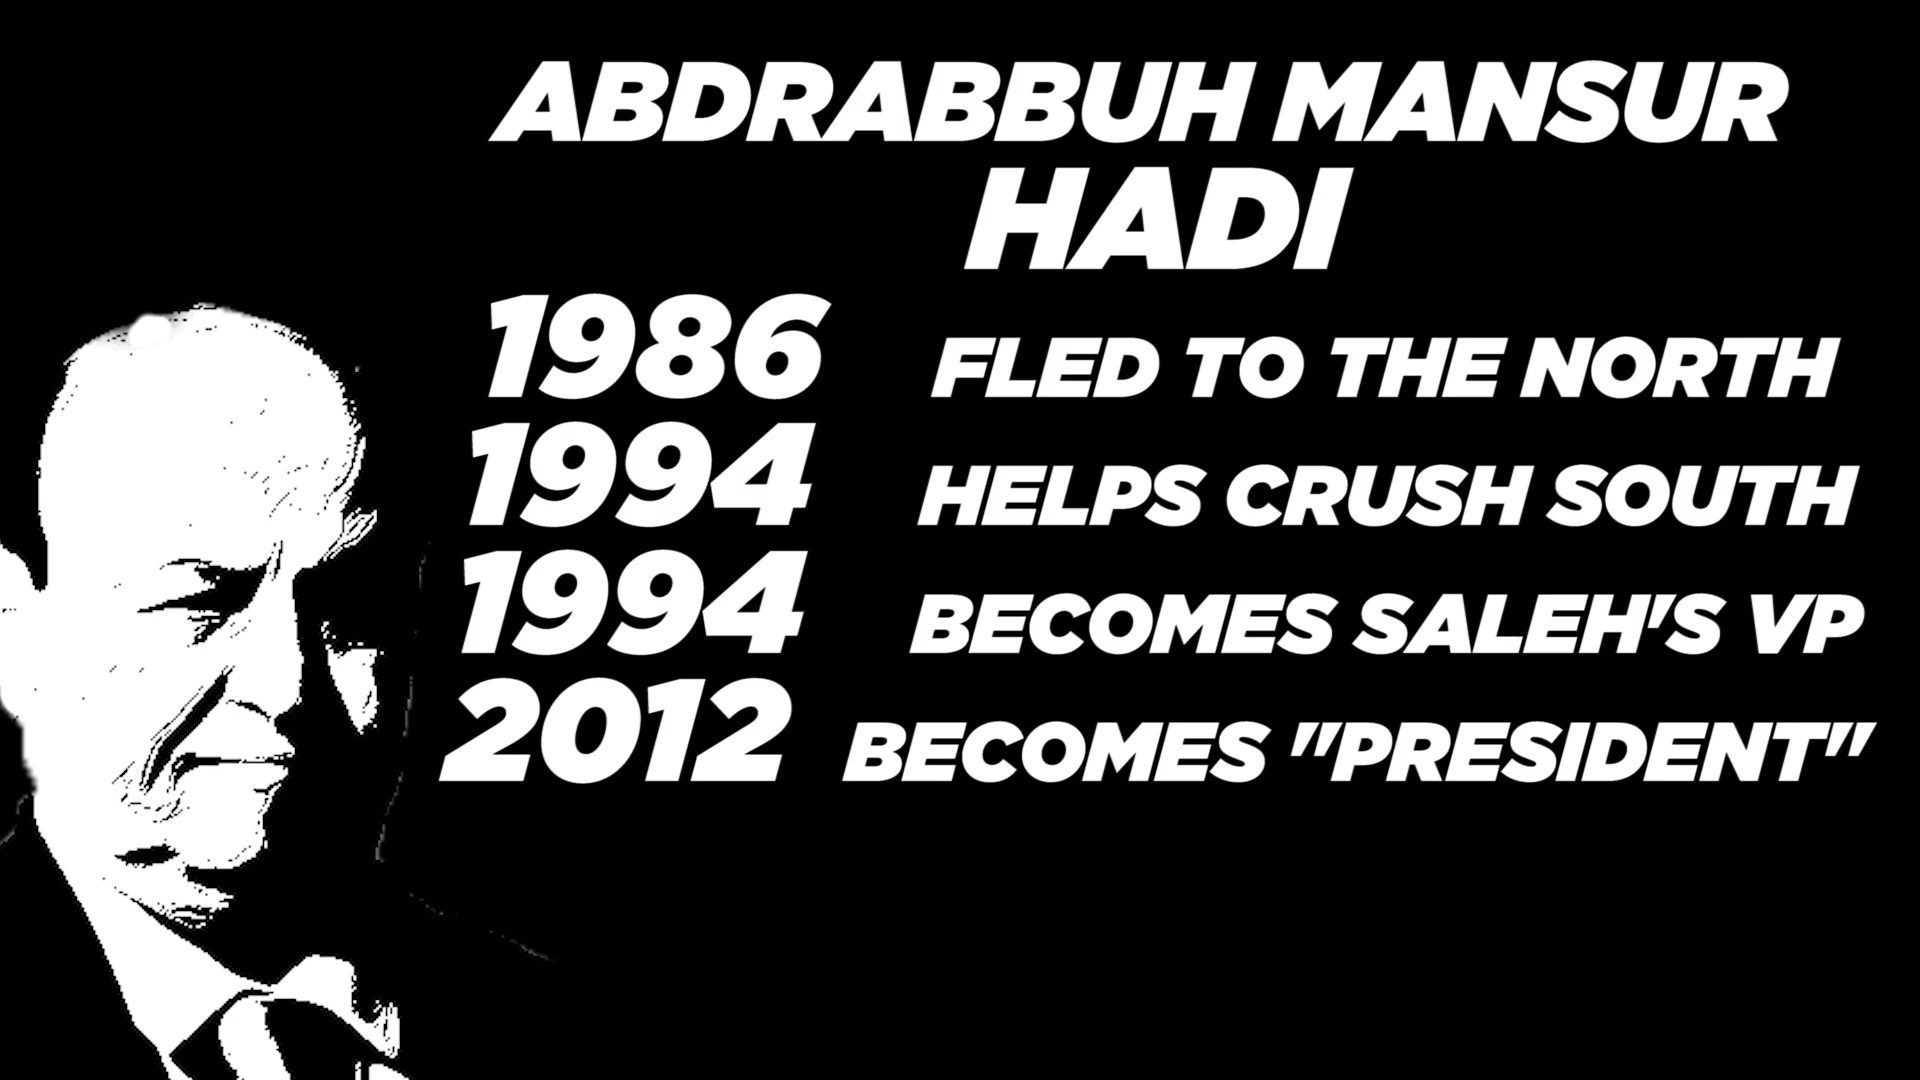 ABDRABBUH MANSUR
HADI
1986 FLED TO THE NORTH
1994 HELPS CRUSH SOUTH
1994 BECOMES SALEH'S VP
2012 BECOMES "PRESIDENT"